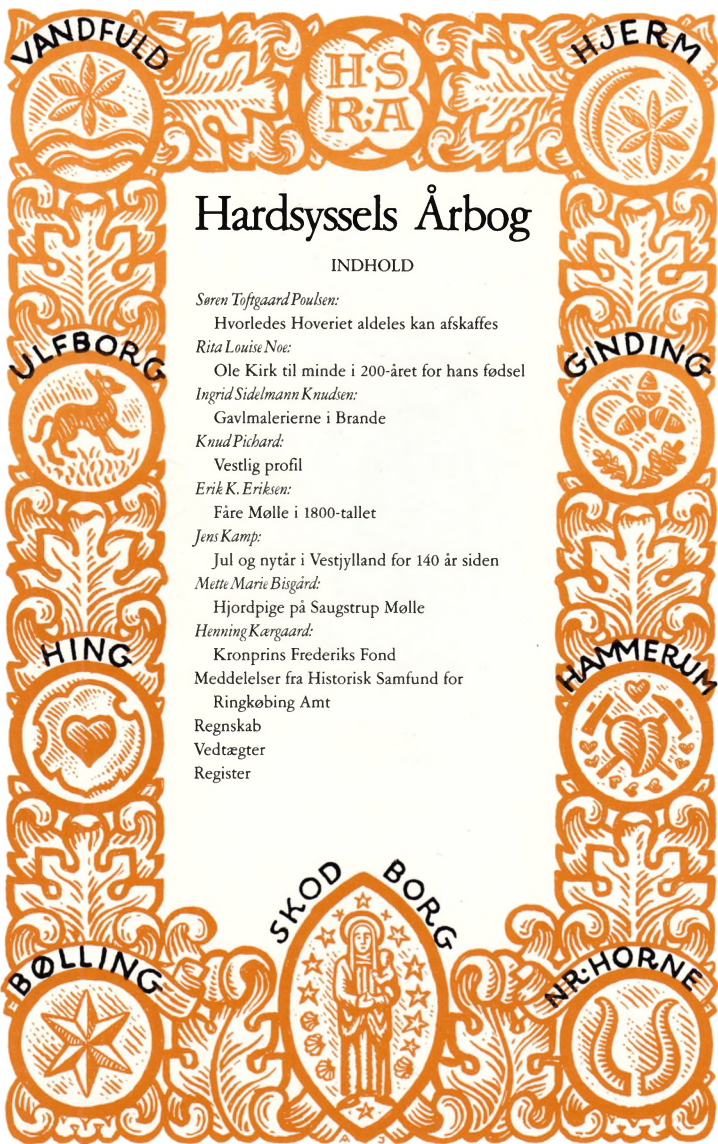 VANDFULD
H·S
R·A
HJERM
Hardsyssels Årbog
INDHOLD
Søren Toftgaard Poulsen:
Hvorledes Hoveriet aldeles kan afskaffes
Rita Louise Noe:
Ole Kirk til minde i 200-året for hans fødsel
Ingrid Sidelmann Knudsen:
Gavlmalerierne i Brande
Knud Pichard:
Vestlig profil
Erik K. Eriksen:
Fåre Mølle i 1800-tallet
Jens Kamp:
Jul og nytår i Vestjylland for 140 år siden
Mette Marie Bisgård:
Hjordpige på Saugstrup Mølle
Henning Kærgaard:
Kronprins Frederiks Fond
Meddelelser fra Historisk Samfund for
Ringkøbing Amt
Regnskab
Vedtægter
Register
ULFBORG
GINDING
HING
HAMMERUM
BØLLING
SKODBORG
NR·HORNE
A J